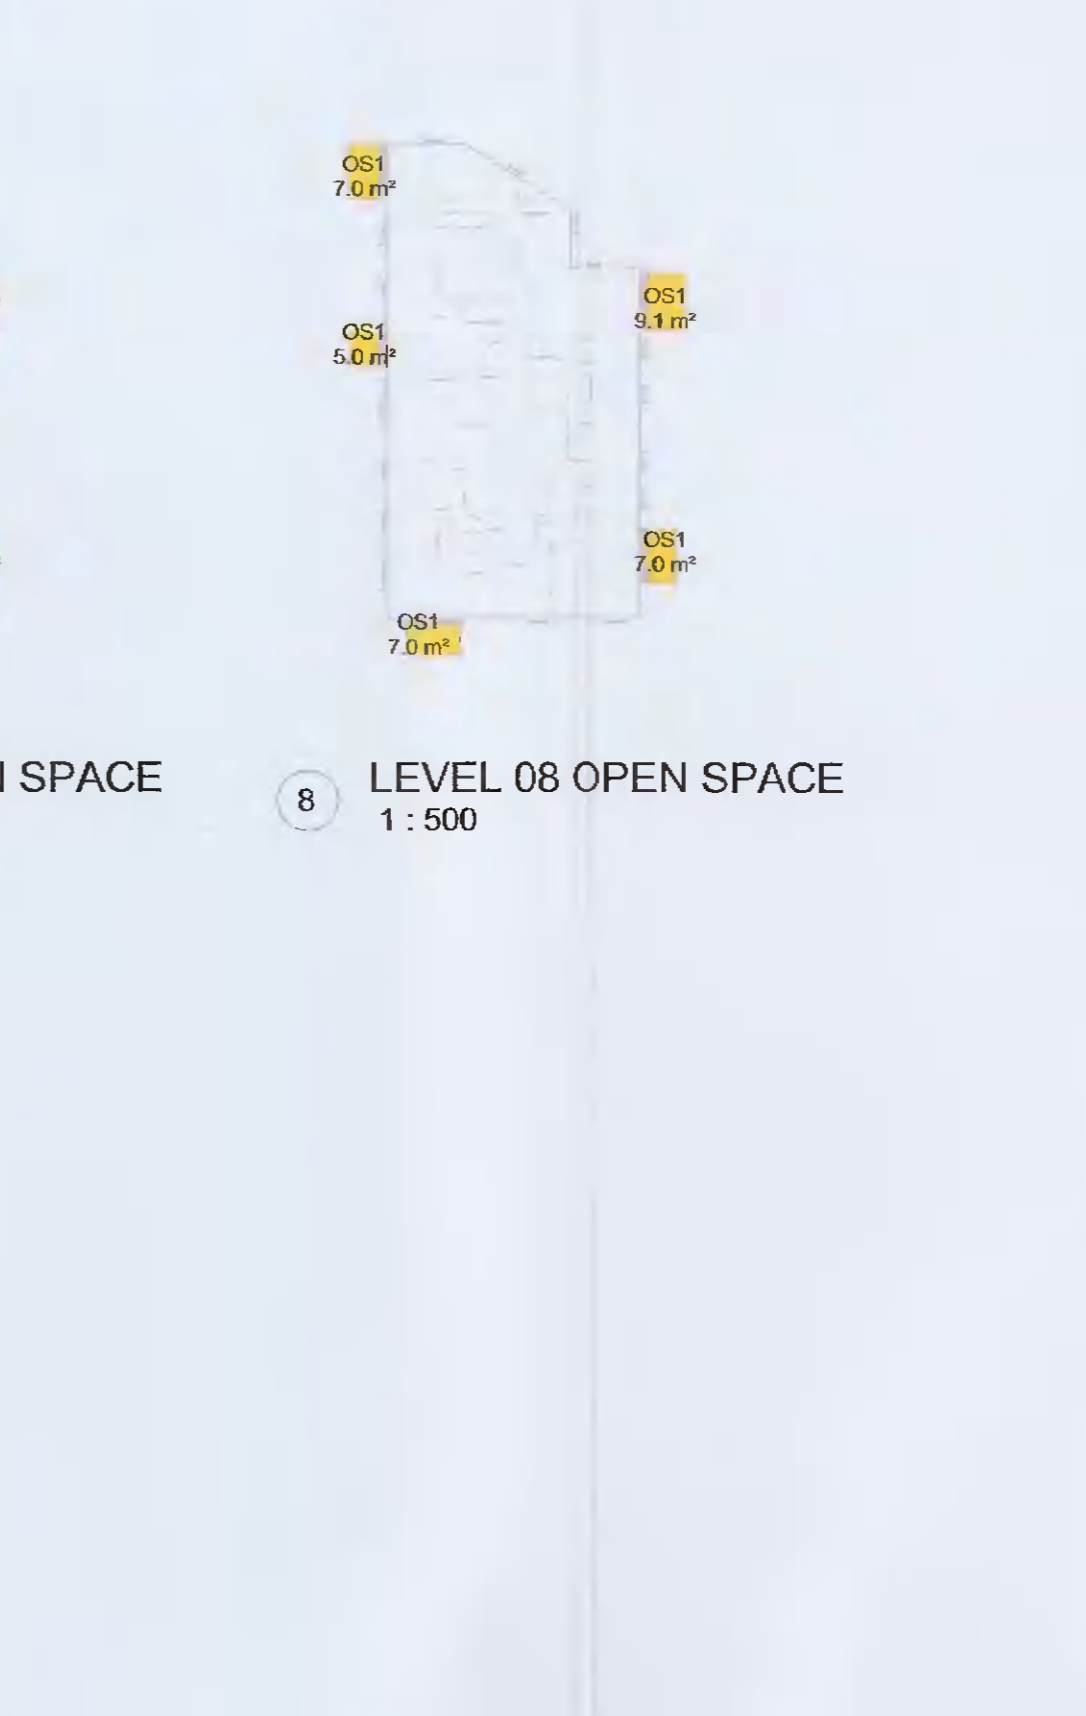 OS1
7.0 m²
OS1
9.1 m²
OS1
5.0 m²
OS1
7.0 m²
OS1
7.0 m²
SPACE
8
LEVEL 08 OPEN SPACE
1 : 500